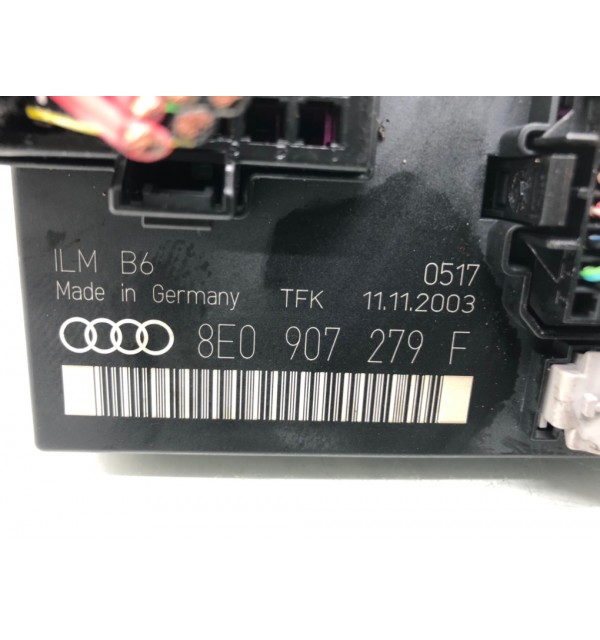 ILM B6 0517
Made in Germany TFK 11.11.2003
8E0 907 279 F